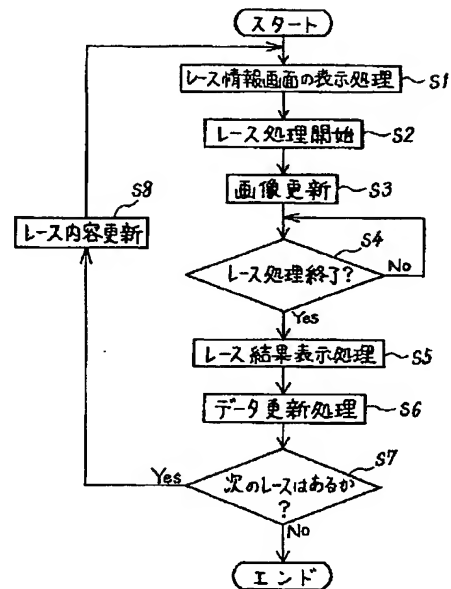 スタート
レース情報画面の表示処理
S1
レース処理開始
S2
画像更新
S3
S8
レース内容更新
S4
レース処理終了?
No
Yes
レース結果表示処理
S5
データ更新処理
S6
S7
Yes
次のレースはあるか
?
No
エンド